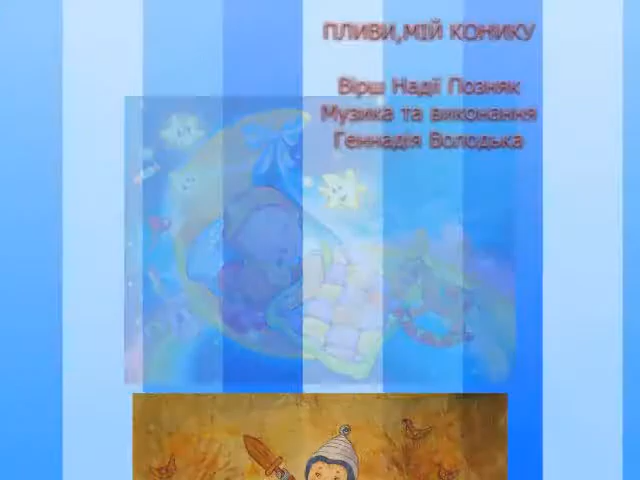 ПЛИВИ,МІЙ КОНИКУ
Вірш Надії Позняк
Музика та виконання
Геннадія Володька